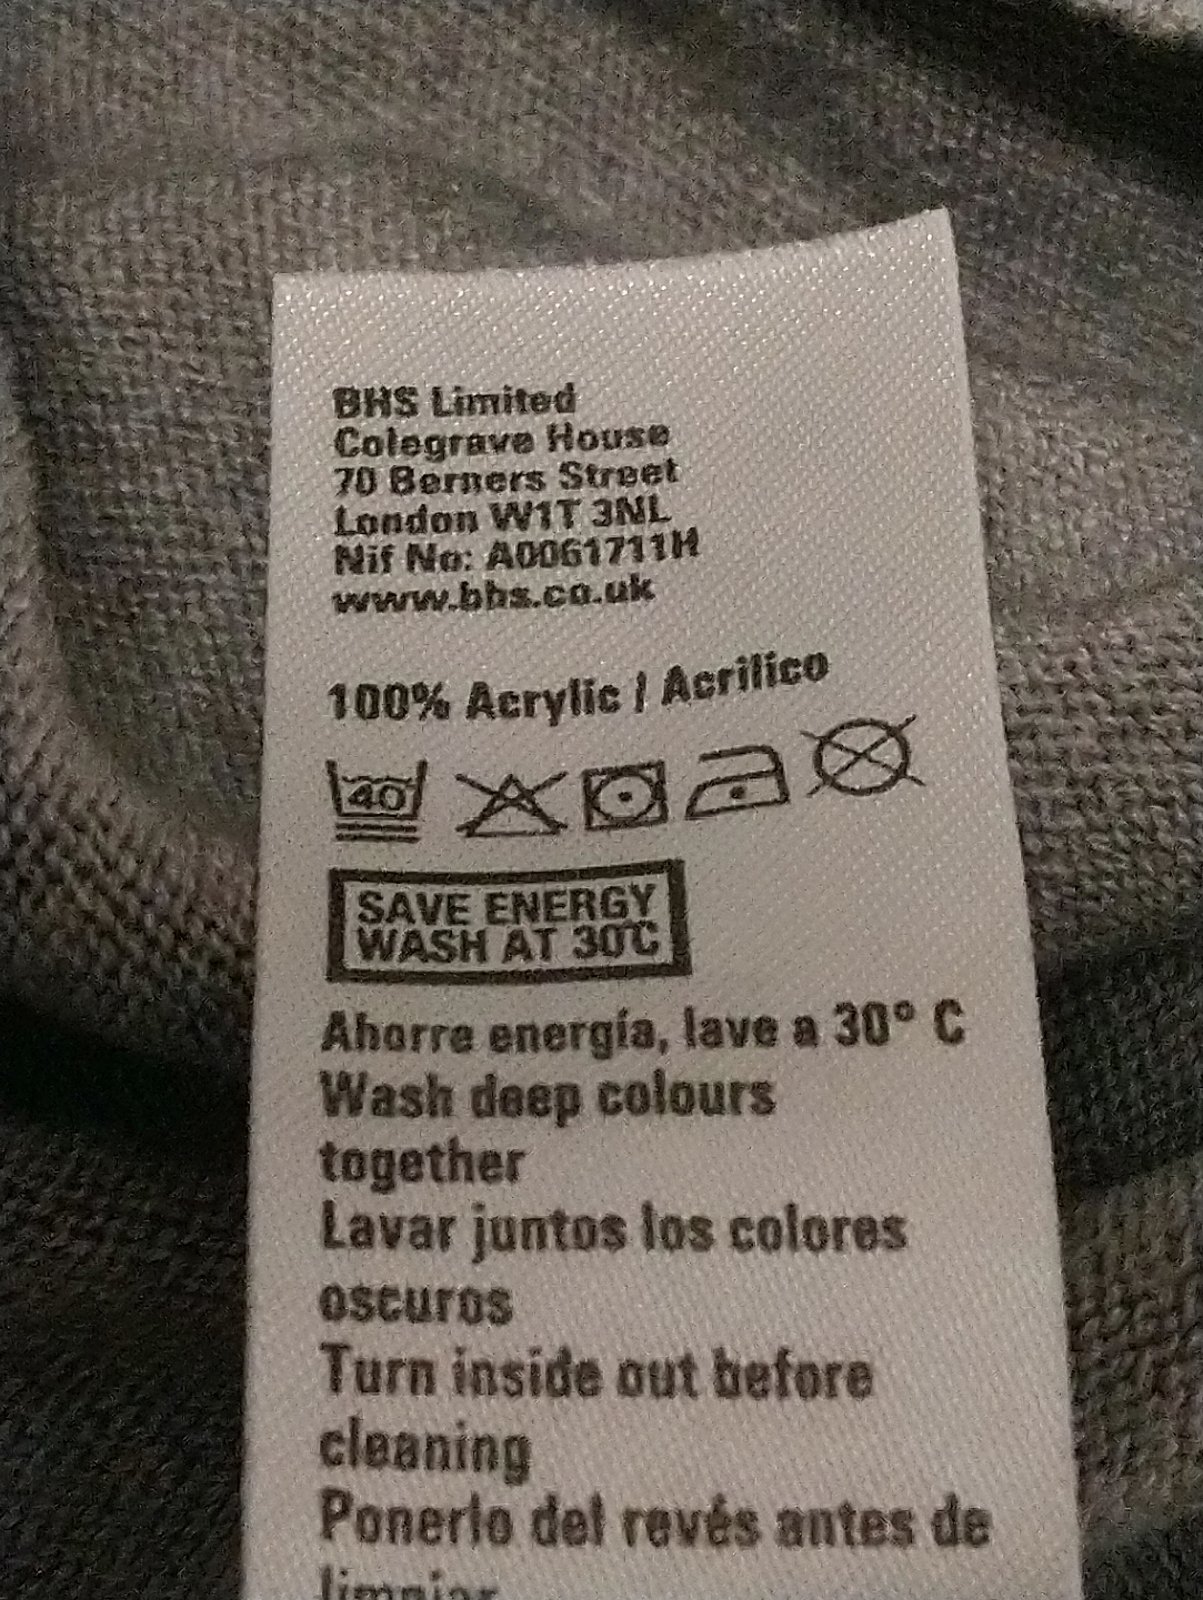 BHS Limited
Colegrave House
70 Berners Street
London W1T 3NL
Nif No: A0061711H
www.bhs.co.uk
100% Acrylic / Acrilico
40
SAVE ENERGY
WASH AT 30°C
Ahorre energía, lave a 30° C
Wash deep colours
together
Lavar juntos los colores
oscuros
Turn inside out before
cleaning
Ponerlo del revés antes de
limpiar